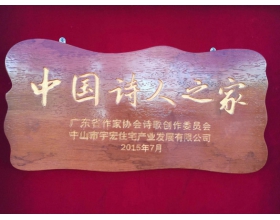 中国诗人之家
广东省作家协会诗歌创作委员会
中山市宇宏住宅产业发展有限公司
2015年7月